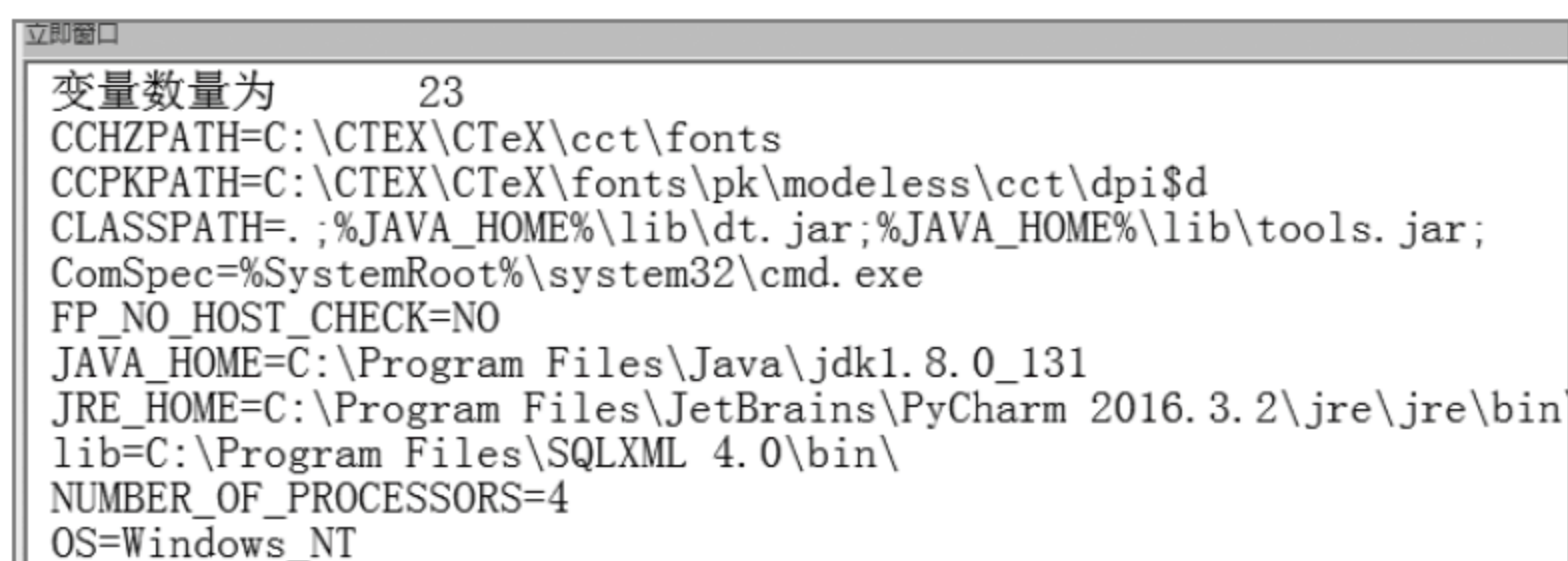 立即窗口
变量数量为 23
CCHZPATH=C:\CTEX\CTeX\cct\fonts
CCPKPATH=C:\CTEX\CTeX\fonts\pk\modeless\cct\dpi$d
CLASSPATH=.;%JAVA_HOME%\lib\dt.jar;%JAVA_HOME%\lib\tools.jar;
ComSpec=%SystemRoot%\system32\cmd.exe
FP_NO_HOST_CHECK=NO
JAVA_HOME=C:\Program Files\Java\jdk1.8.0_131
JRE_HOME=C:\Program Files\JetBrains\PyCharm 2016.3.2\jre\jre\bin
lib=C:\Program Files\SQLXML 4.0\bin\
NUMBER_OF_PROCESSORS=4
OS=Windows_NT